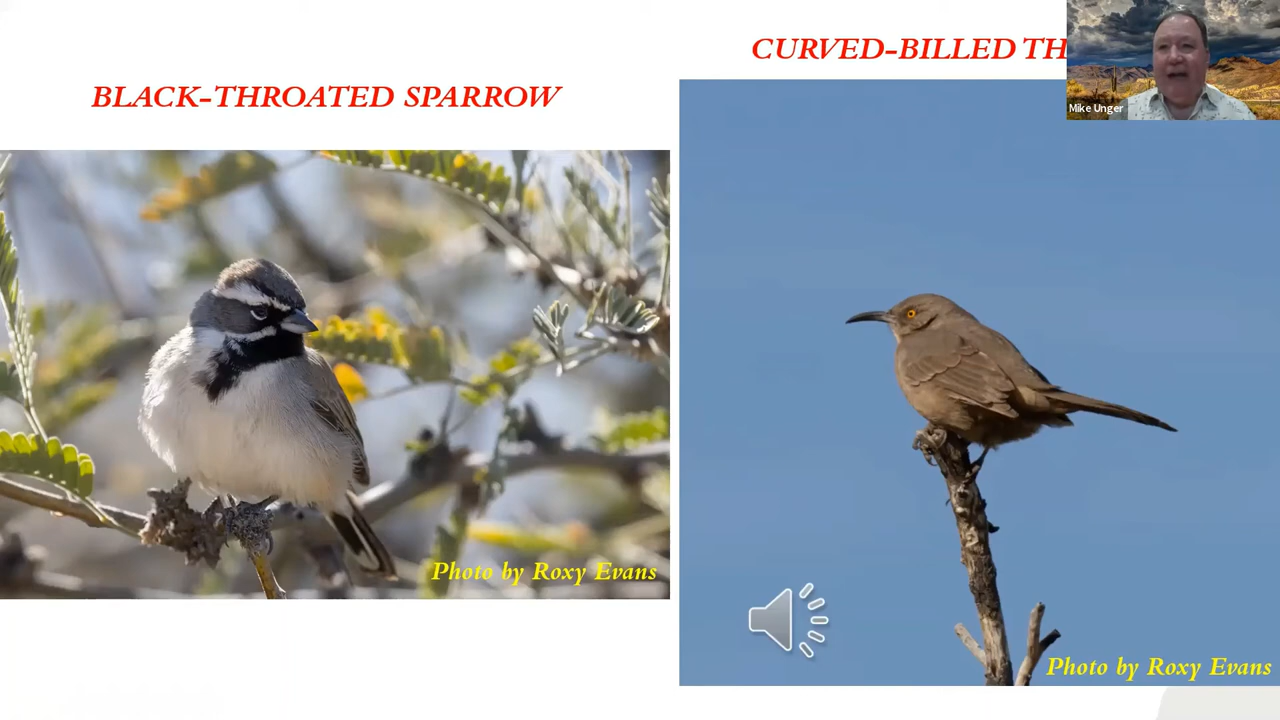 BLACK-THROATED SPARROW
CURVED-BILLED TH
Mike Unger
Photo by Roxy Evans
Photo by Roxy Evans